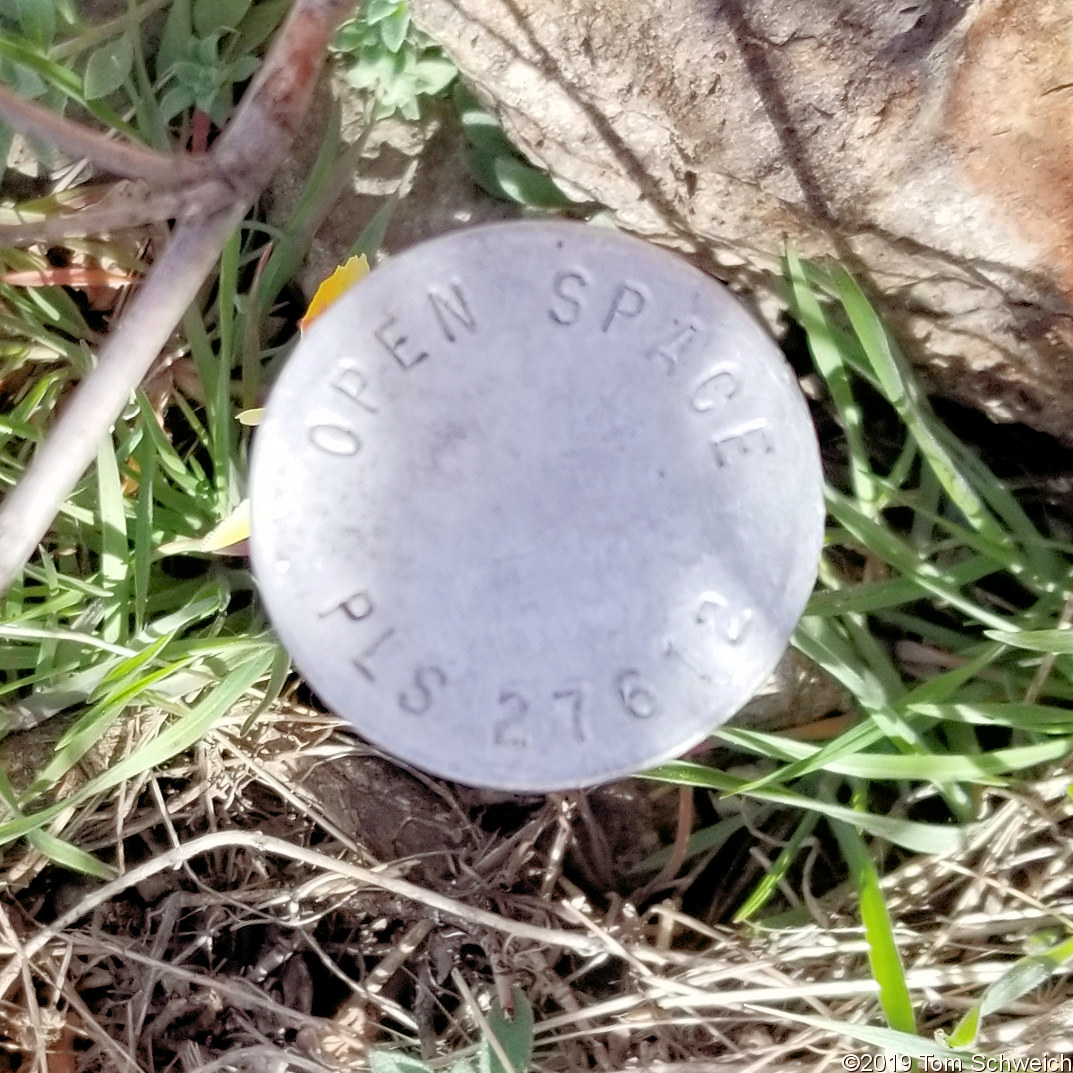 OPEN SPACE
PLS 27612
©2019 Tom Schweich